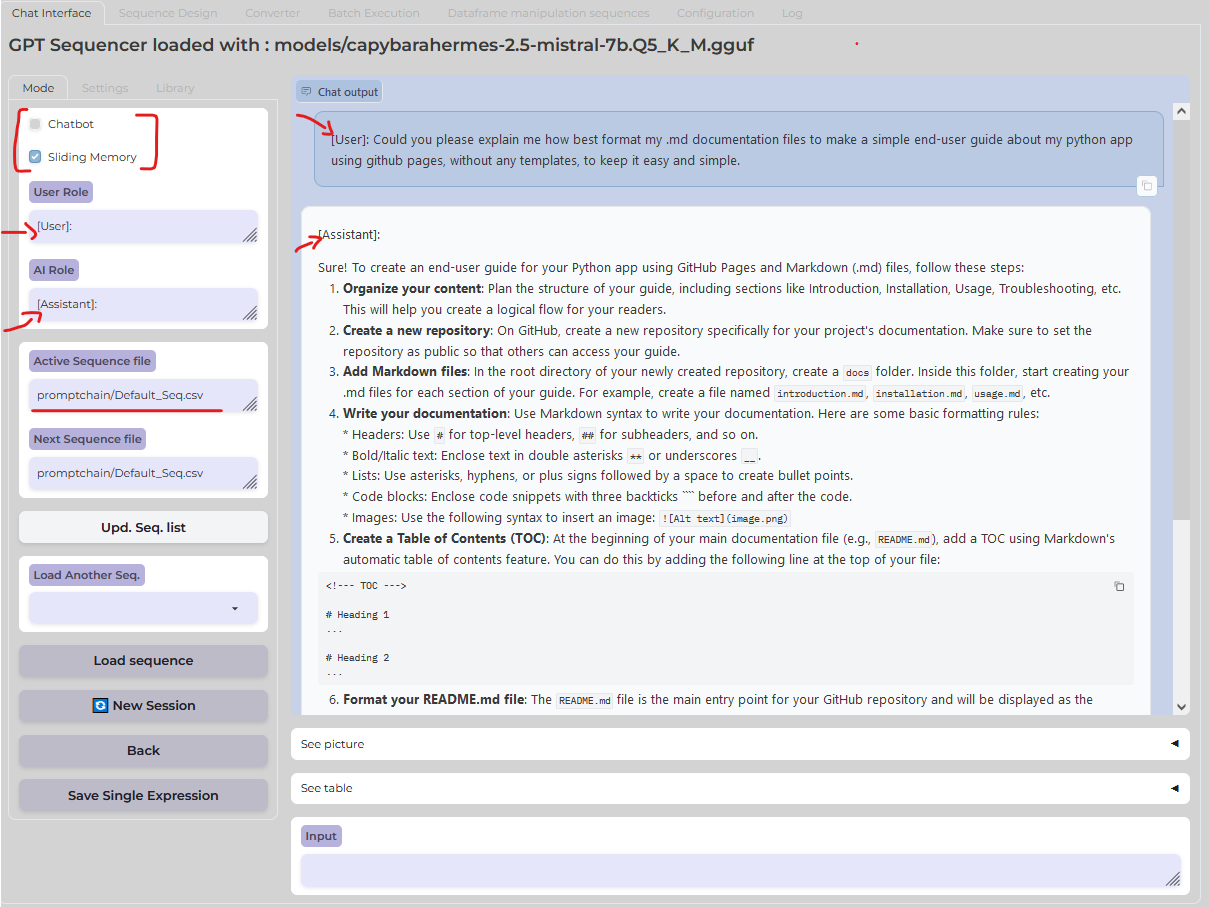 Chat Interface
Sequence Design
Converter
Batch Execution
Dataframe manipulation sequences
Configuration
Log
GPT Sequencer loaded with : models/capybarahermes-2.5-mistral-7b.Q5_K_M.gguf
Mode
Settings
Library
Chatbot
Sliding Memory
User Role
[User]:
AI Role
[Assistant]:
Active Sequence file
promptchain/Default_Seq.csv
Next Sequence file
promptchain/Default_Seq.csv
Upd. Seq. list
Load Another Seq.
Load sequence
New Session
Back
Save Single Expression
Chat output
[User]: Could you please explain me how best format my .md documentation files to make a simple end-user guide about my python app
using github pages, without any templates, to keep it easy and simple.
[Assistant]:
Sure! To create an end-user guide for your Python app using GitHub Pages and Markdown (.md) files, follow these steps:
1. Organize your content: Plan the structure of your guide, including sections like Introduction, Installation, Usage, Troubleshooting, etc.
This will help you create a logical flow for your readers.
2. Create a new repository: On GitHub, create a new repository specifically for your project's documentation. Make sure to set the
repository as public so that others can access your guide.
3. Add Markdown files: In the root directory of your newly created repository, create a docs folder. Inside this folder, start creating your
.md files for each section of your guide. For example, create a file named introduction.md, installation.md, usage.md, etc.
4. Write your documentation: Use Markdown syntax to write your documentation. Here are some basic formatting rules:
* Headers: Use # for top-level headers, ## for subheaders, and so on.
* Bold/Italic text: Enclose text in double asterisks ** or underscores __.
* Lists: Use asterisks, hyphens, or plus signs followed by a space to create bullet points.
* Code blocks: Enclose code snippets with three backticks ```` before and after the code.
* Images: Use the following syntax to insert an image: ![Alt text](image.png)
5. Create a Table of Contents (TOC): At the beginning of your main documentation file (e.g., README.md), add a TOC using Markdown's
automatic table of contents feature. You can do this by adding the following line at the top of your file:
<!--- TOC --->
# Heading 1
...
# Heading 2
...
6. Format your README.md file: The README.md file is the main entry point for your GitHub repository and will be displayed as the
See picture
See table
Input